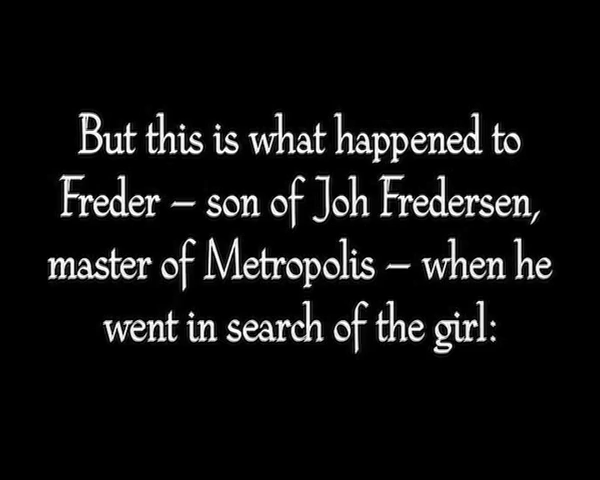 But this is what happened to
Freder – son of Joh Fredersen,
master of Metropolis – when he
went in search of the girl: